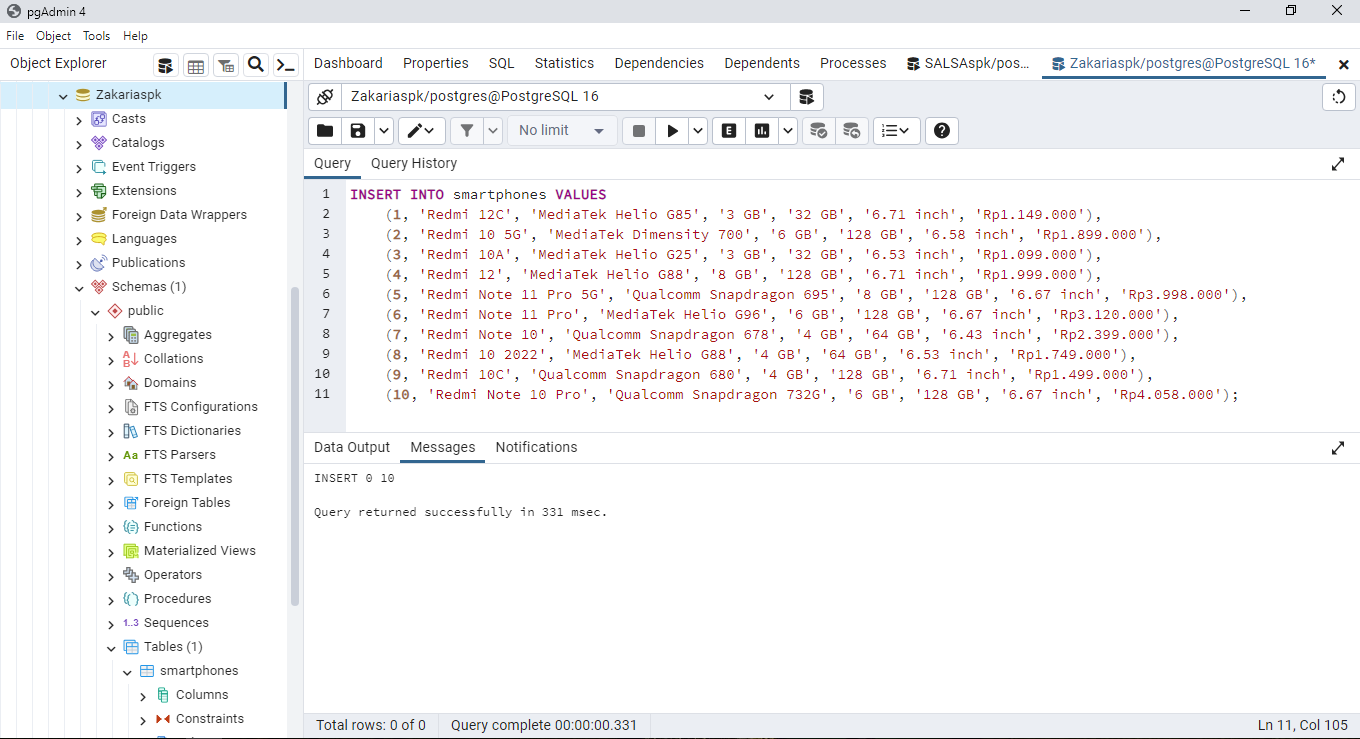 pgAdmin 4
File Object Tools Help
Object Explorer
Dashboard Properties SQL Statistics Dependencies Dependents Processes SALSAspk/pos... Zakariaspk/postgres@PostgreSQL 16*
Zakariaspk
Casts
Catalogs
Event Triggers
Extensions
Foreign Data Wrappers
Languages
Publications
Schemas (1)
public
Aggregates
Collations
Domains
FTS Configurations
FTS Dictionaries
Aa FTS Parsers
FTS Templates
Foreign Tables
Functions
Materialized Views
Operators
Procedures
1..3 Sequences
Tables (1)
smartphones
Columns
Constraints
Zakariaspk/postgres@PostgreSQL 16
No limit E
Query Query History
1 INSERT INTO smartphones VALUES
2 (1, 'Redmi 12C', 'MediaTek Helio G85', '3 GB', '32 GB', '6.71 inch', 'Rp1.149.000'),
3 (2, 'Redmi 10 5G', 'MediaTek Dimensity 700', '6 GB', '128 GB', '6.58 inch', 'Rp1.899.000'),
4 (3, 'Redmi 10A', 'MediaTek Helio G25', '3 GB', '32 GB', '6.53 inch', 'Rp1.099.000'),
5 (4, 'Redmi 12', 'MediaTek Helio G88', '8 GB', '128 GB', '6.71 inch', 'Rp1.999.000'),
6 (5, 'Redmi Note 11 Pro 5G', 'Qualcomm Snapdragon 695', '8 GB', '128 GB', '6.67 inch', 'Rp3.998.000'),
7 (6, 'Redmi Note 11 Pro', 'MediaTek Helio G96', '6 GB', '128 GB', '6.67 inch', 'Rp3.120.000'),
8 (7, 'Redmi Note 10', 'Qualcomm Snapdragon 678', '4 GB', '64 GB', '6.43 inch', 'Rp2.399.000'),
9 (8, 'Redmi 10 2022', 'MediaTek Helio G88', '4 GB', '64 GB', '6.53 inch', 'Rp1.749.000'),
10 (9, 'Redmi 10C', 'Qualcomm Snapdragon 680', '4 GB', '128 GB', '6.71 inch', 'Rp1.499.000'),
11 (10, 'Redmi Note 10 Pro', 'Qualcomm Snapdragon 732G', '6 GB', '128 GB', '6.67 inch', 'Rp4.058.000');
Data Output Messages Notifications
INSERT 0 10
Query returned successfully in 331 msec.
Total rows: 0 of 0 Query complete 00:00:00.331 Ln 11, Col 105